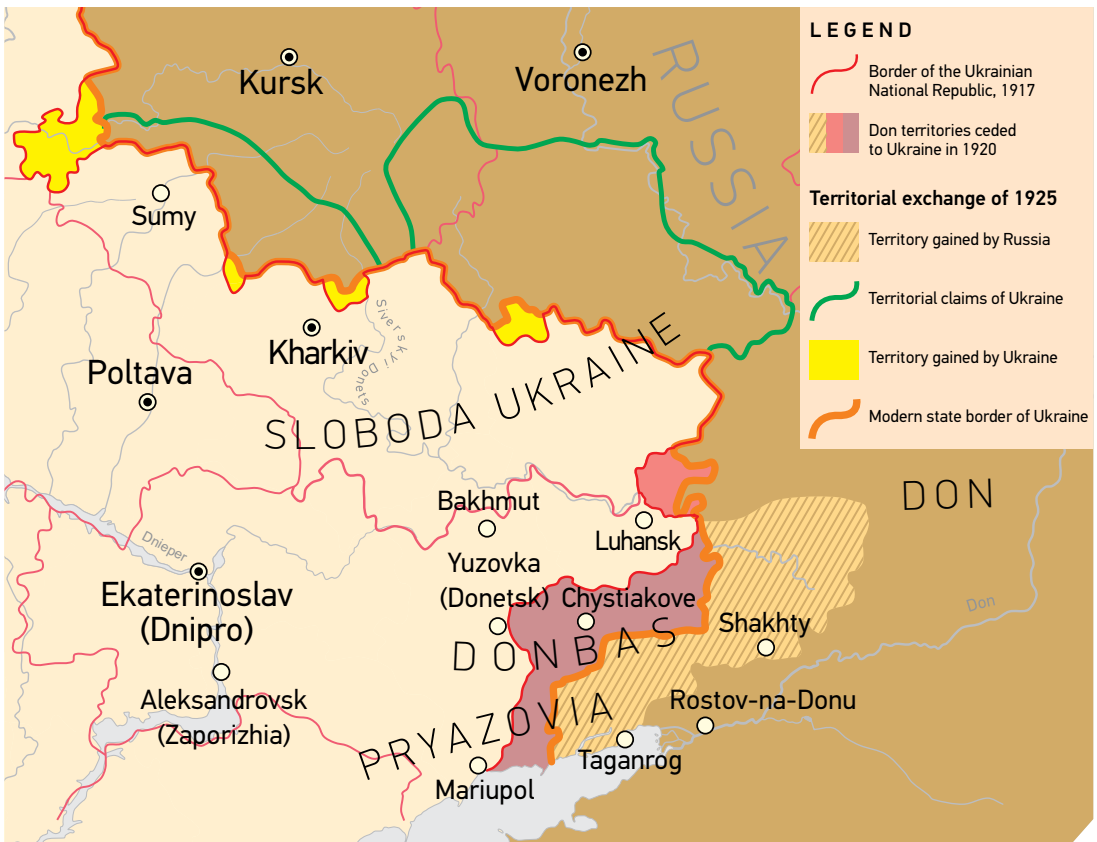 Kursk
Voronezh
RUSSIA
Sumy
Kharkiv
Siverskyi Donets
Poltava
SLOBODA UKRAINE
Bakhmut
Luhansk
DON
Dnieper
Yuzovka
(Donetsk)
Chystiakove
Ekaterinoslav
(Dnipro)
Shakhty
Don
DONBAS
Aleksandrovsk
(Zaporizhia)
PRYAZOVIA
Rostov-na-Donu
Taganrog
Mariupol
LEGEND
Border of the Ukrainian
National Republic, 1917
Don territories ceded
to Ukraine in 1920
Territorial exchange of 1925
Territory gained by Russia
Territorial claims of Ukraine
Territory gained by Ukraine
Modern state border of Ukraine